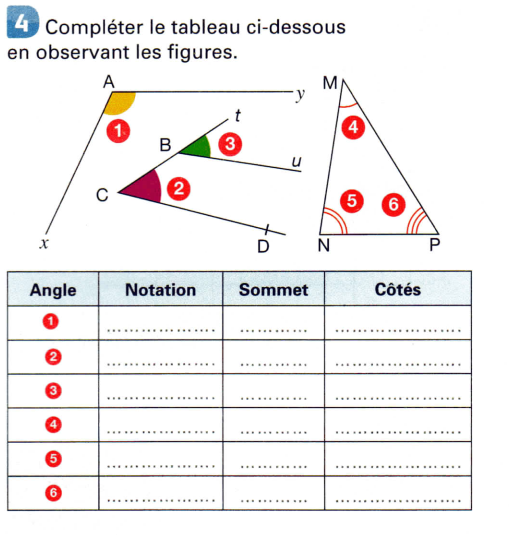 4 Compléter le tableau ci-dessous
en observant les figures.
A
y
M
1
t
4
B
3
u
C
2
5
6
x
D
N
P
Angle Notation Sommet Côtés
1 .................... ............. ........................
2 .................... ............. ........................
3 .................... ............. ........................
4 .................... ............. ........................
5 .................... ............. ........................
6 .................... ............. ........................